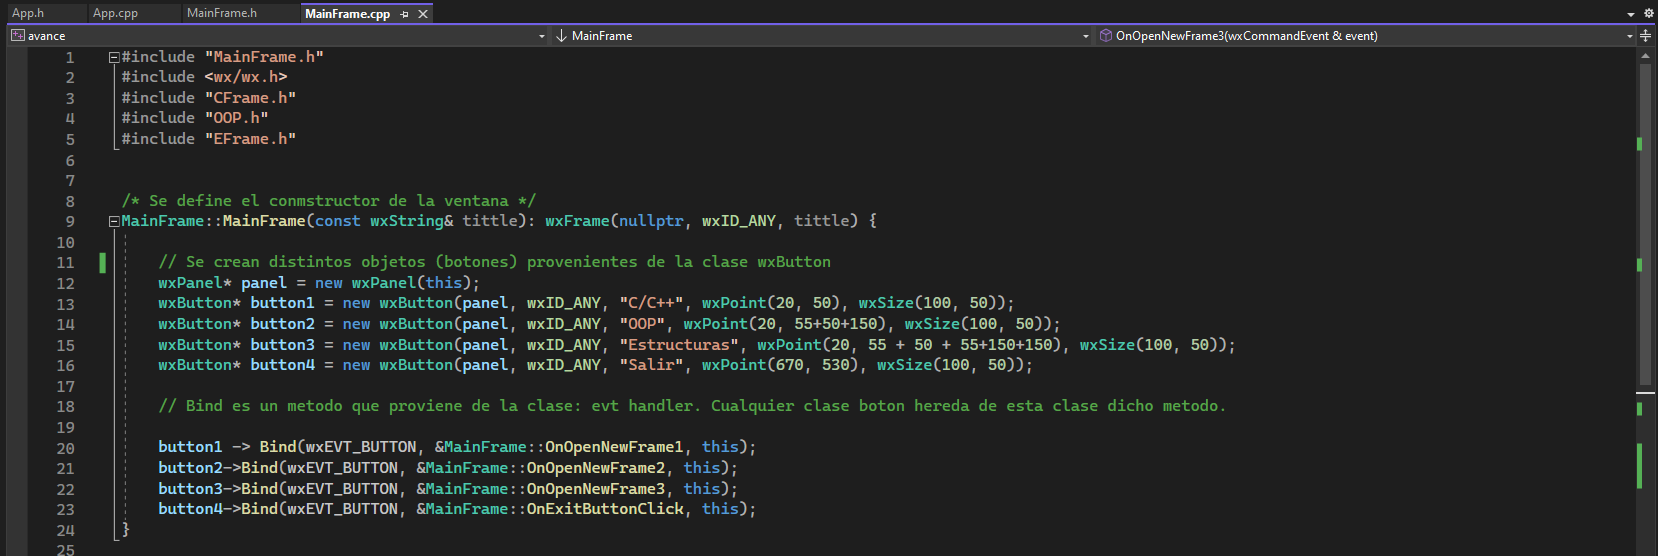 App.h App.cpp MainFrame.h MainFrame.cpp
avance MainFrame OnOpenNewFrame3(wxCommandEvent & event)
1 #include "MainFrame.h"
2 #include <wx/wx.h>
3 #include "CFrame.h"
4 #include "OOP.h"
5 #include "EFrame.h"
6
7
8 /* Se define el conmstructor de la ventana */
9 MainFrame::MainFrame(const wxString& tittle): wxFrame(nullptr, wxID_ANY, tittle) {
10
11 // Se crean distintos objetos (botones) provenientes de la clase wxButton
12 wxPanel* panel = new wxPanel(this);
13 wxButton* button1 = new wxButton(panel, wxID_ANY, "C/C++", wxPoint(20, 50), wxSize(100, 50));
14 wxButton* button2 = new wxButton(panel, wxID_ANY, "OOP", wxPoint(20, 55+50+150), wxSize(100, 50));
15 wxButton* button3 = new wxButton(panel, wxID_ANY, "Estructuras", wxPoint(20, 55 + 50 + 55+150+150), wxSize(100, 50));
16 wxButton* button4 = new wxButton(panel, wxID_ANY, "Salir", wxPoint(670, 530), wxSize(100, 50));
17
18 // Bind es un metodo que proviene de la clase: evt handler. Cualquier clase boton hereda de esta clase dicho metodo.
19
20 button1 -> Bind(wxEVT_BUTTON, &MainFrame::OnOpenNewFrame1, this);
21 button2->Bind(wxEVT_BUTTON, &MainFrame::OnOpenNewFrame2, this);
22 button3->Bind(wxEVT_BUTTON, &MainFrame::OnOpenNewFrame3, this);
23 button4->Bind(wxEVT_BUTTON, &MainFrame::OnExitButtonClick, this);
24 }
25